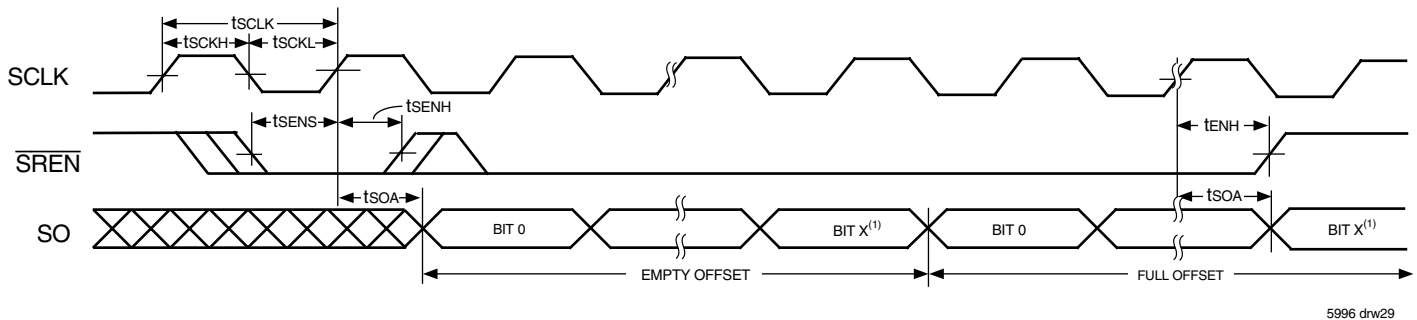 tSCLK
tSCKH tSCKL
SCLK
tSENH
tSENS
tENH
SREN
tSOA tSOA
SO BIT 0 BIT X(1) BIT 0 BIT X(1)
EMPTY OFFSET FULL OFFSET
5996 drw29